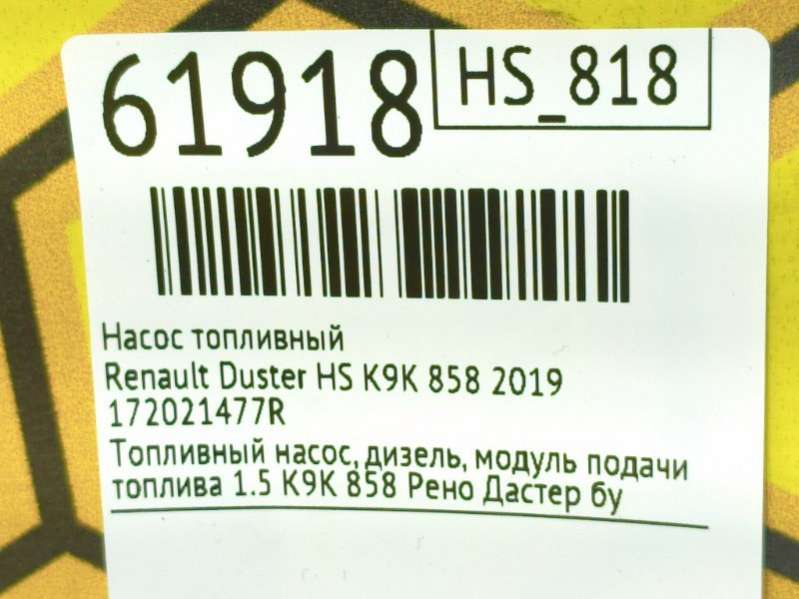 61918
HS_818
Насос топливный
Renault Duster HS K9K 858 2019
172021477R
Топливный насос, дизель, модуль подачи
топлива 1.5 K9K 858 Рено Дастер бу